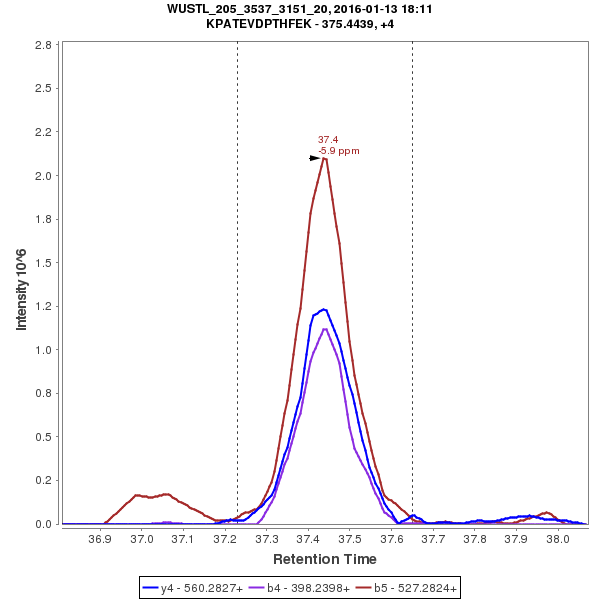 WUSTL_205_3537_3151_20, 2016-01-13 18:11
KPATEVDPTHFEK - 375.4439, +4
2.8
2.5
2.2
2.0
1.8
1.5
1.2
1.0
0.8
0.5
0.2
0.0
Intensity 10^6
37.4
-5.9 ppm
36.9 37.0 37.1 37.2 37.3 37.4 37.5 37.6 37.7 37.8 37.9 38.0
Retention Time
y4 - 560.2827+ b4 - 398.2398+ b5 - 527.2824+